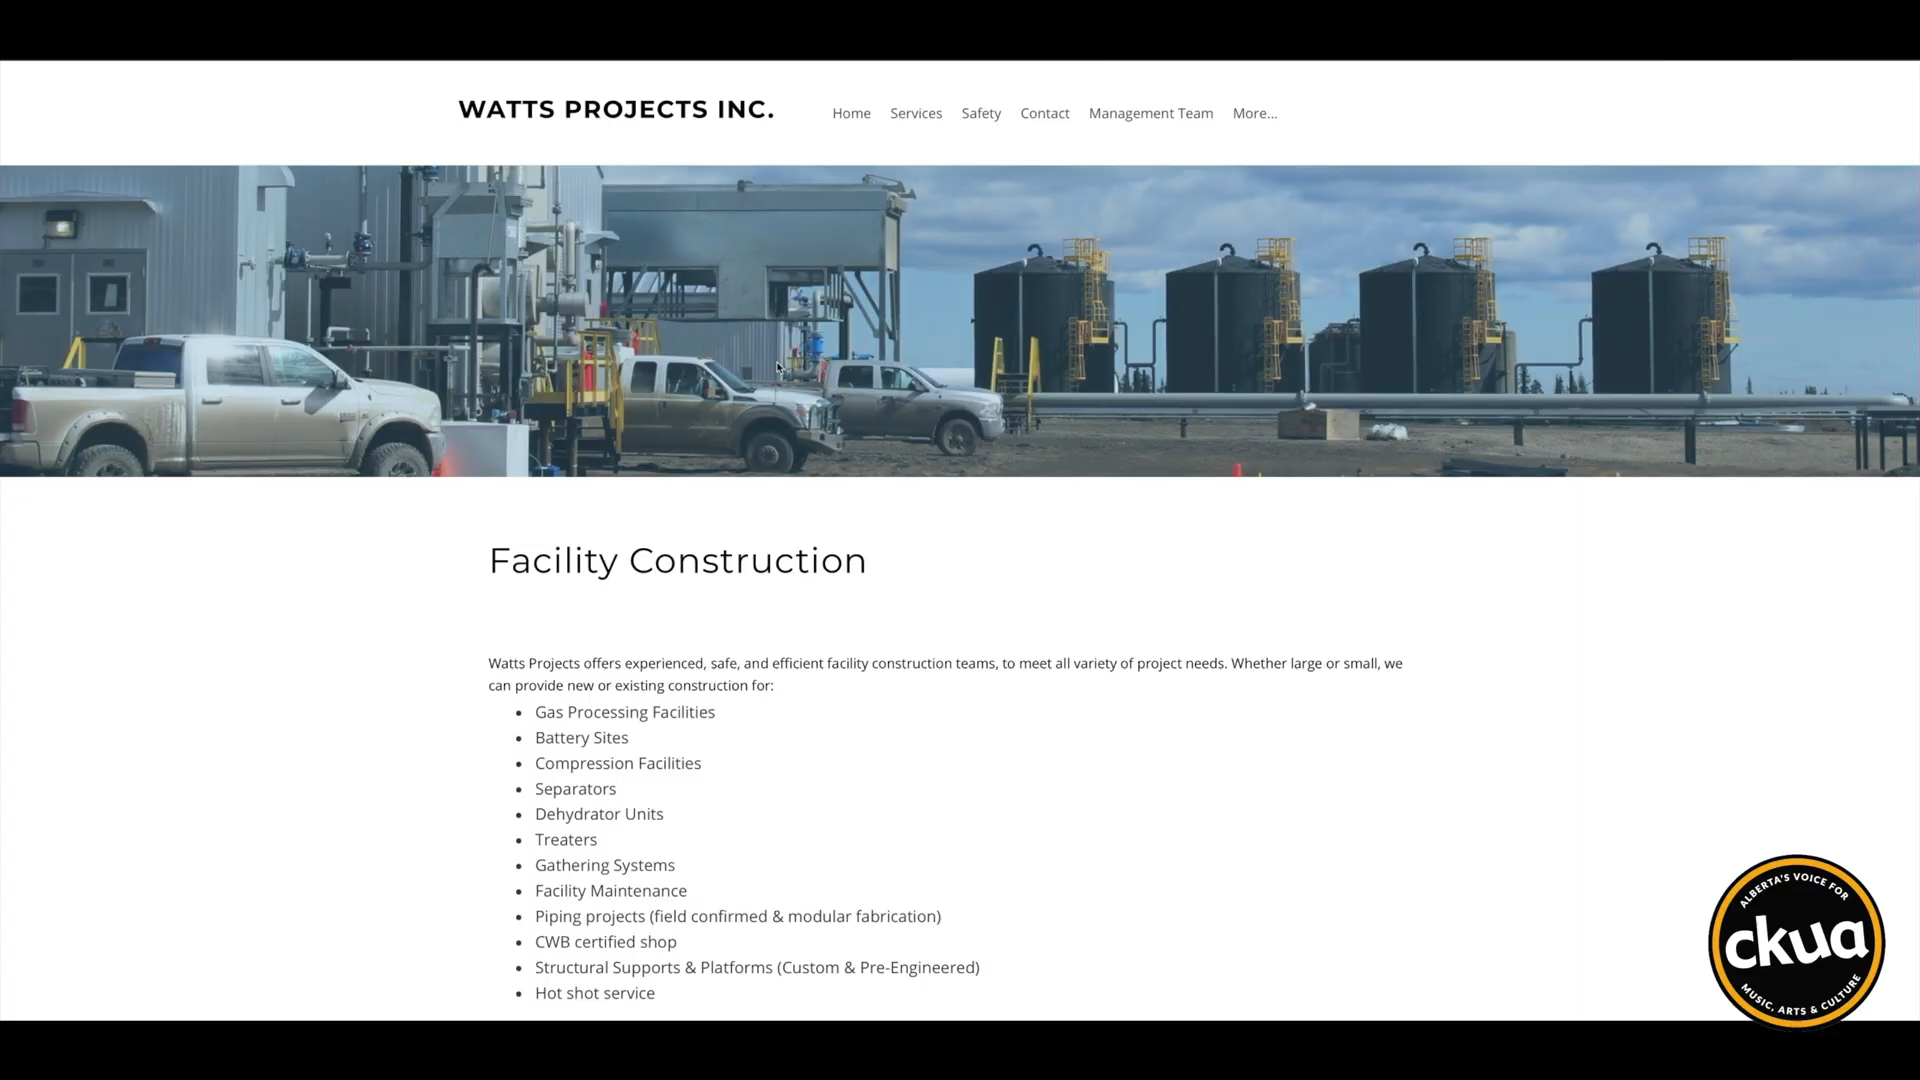 WATTS PROJECTS INC.
Home Services Safety Contact Management Team More...
Facility Construction
Watts Projects offers experienced, safe, and efficient facility construction teams, to meet all variety of project needs. Whether large or small, we
can provide new or existing construction for:
• Gas Processing Facilities
• Battery Sites
• Compression Facilities
• Separators
• Dehydrator Units
• Treaters
• Gathering Systems
• Facility Maintenance
• Piping projects (field confirmed & modular fabrication)
• CWB certified shop
• Structural Supports & Platforms (Custom & Pre-Engineered)
• Hot shot service
ALBERTA'S VOICE FOR
ckua
MUSIC, ARTS & CULTURE